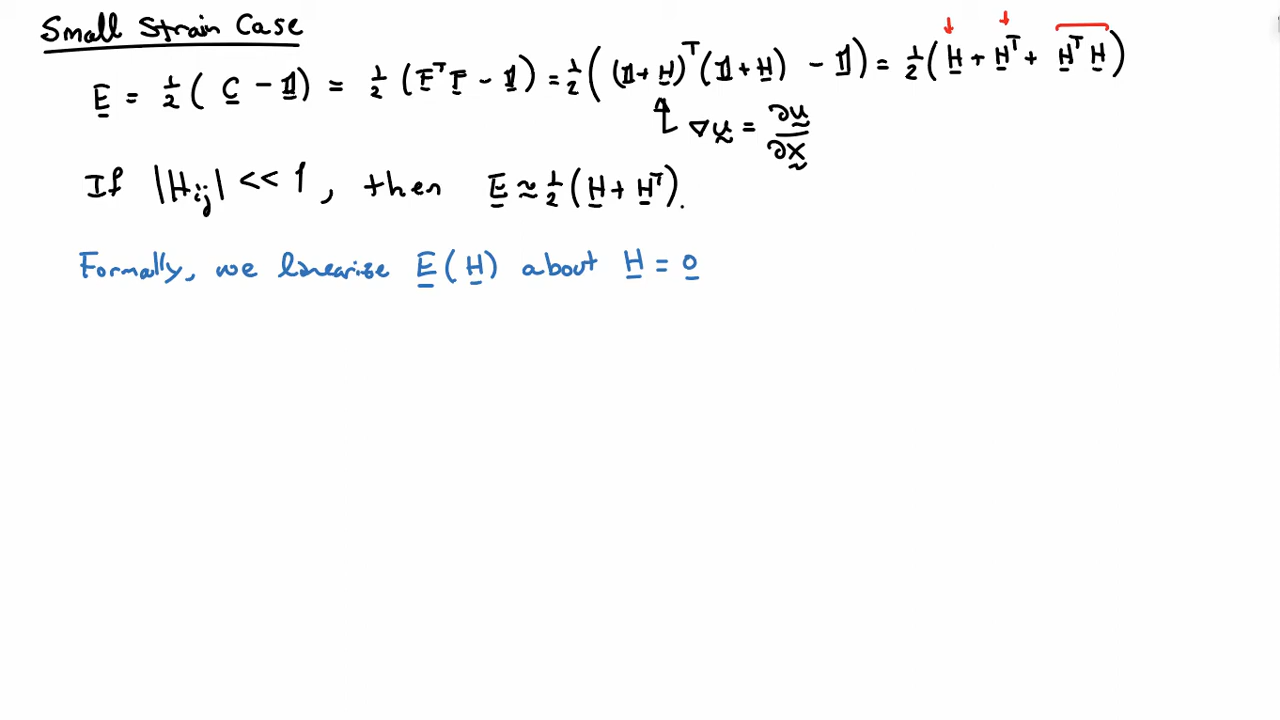 Small Strain Case
E = ½ ( C − 𝟙 ) = ½ ( FᵀF − 𝟙 ) = ½ ( (𝟙 + H)ᵀ (𝟙 + H) − 𝟙 ) = ½ ( H + Hᵀ + HᵀH )
∇u = ∂u/∂X
If |Hij| << 1, then E ≈ ½ ( H + Hᵀ ).
Formally, we linearise E(H) about H = 0